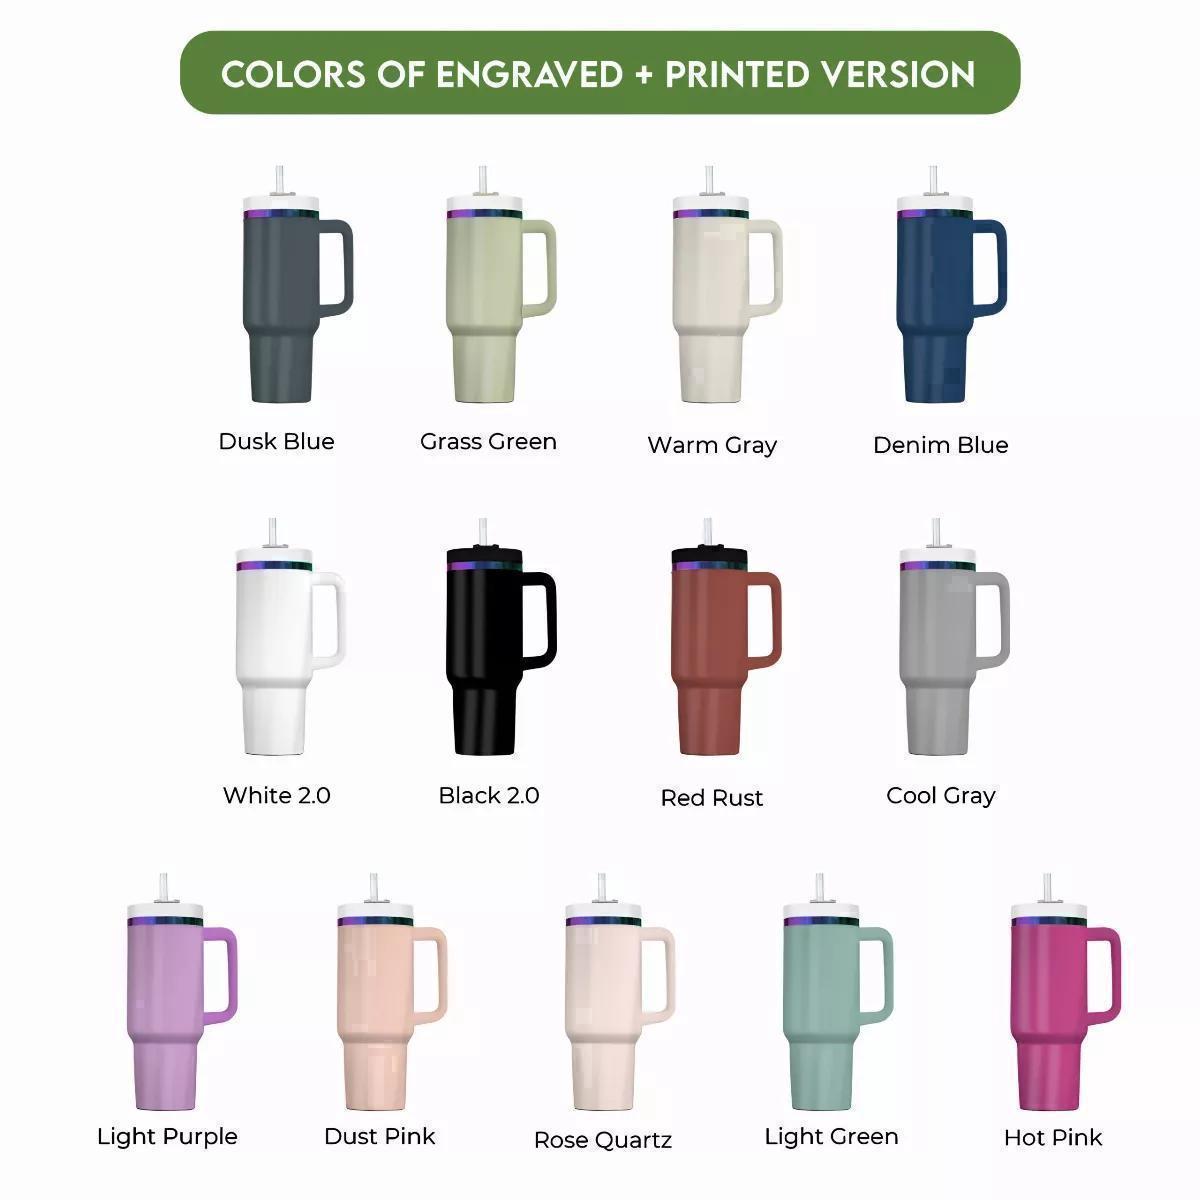 COLORS OF ENGRAVED + PRINTED VERSION
Dusk Blue
Grass Green
Warm Gray
Denim Blue
White 2.0
Black 2.0
Red Rust
Cool Gray
Light Purple
Dust Pink
Rose Quartz
Light Green
Hot Pink